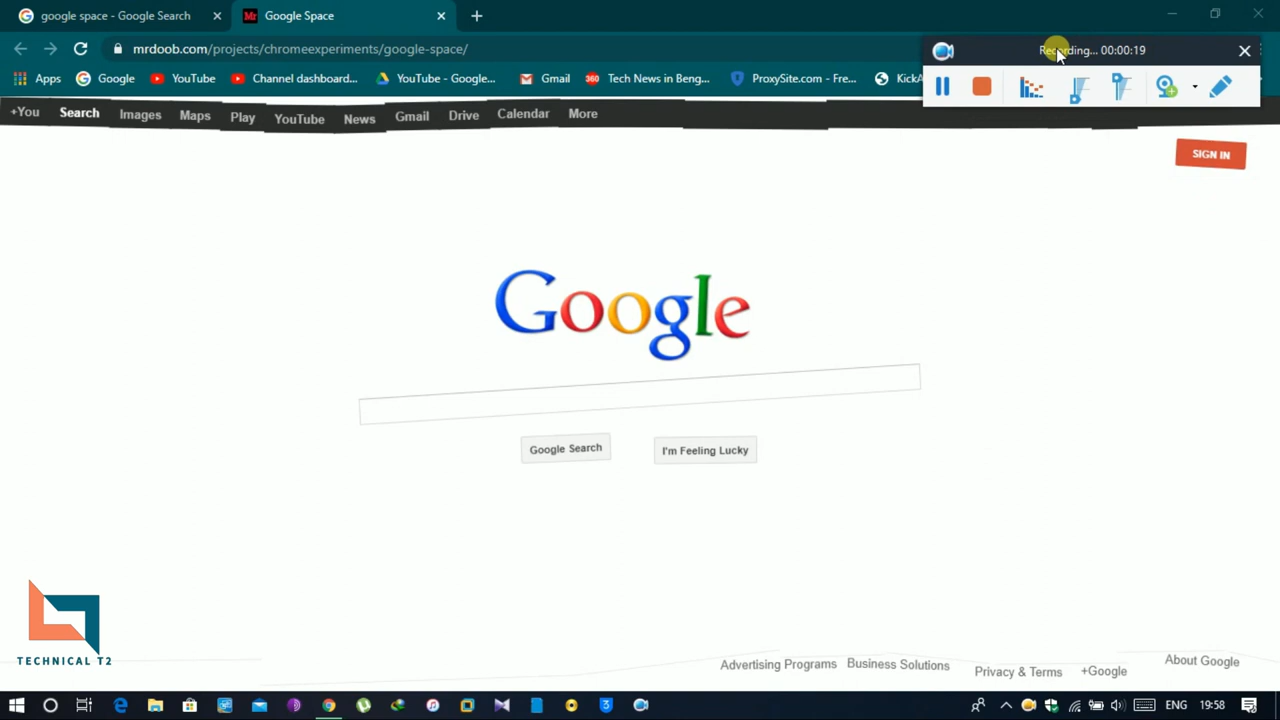 google space - Google Search
Mr Google Space
mrdoob.com/projects/chromeexperiments/google-space/
Recording... 00:00:19
Apps Google YouTube Channel dashboard... YouTube - Google... Gmail 360 Tech News in Beng... ProxySite.com - Fre... KickA
+You Search Images Maps Play YouTube News Gmail Drive Calendar More
SIGN IN
Google
Google Search I'm Feeling Lucky
TECHNICAL T2
Advertising Programs Business Solutions Privacy & Terms +Google About Google
ENG 19:58